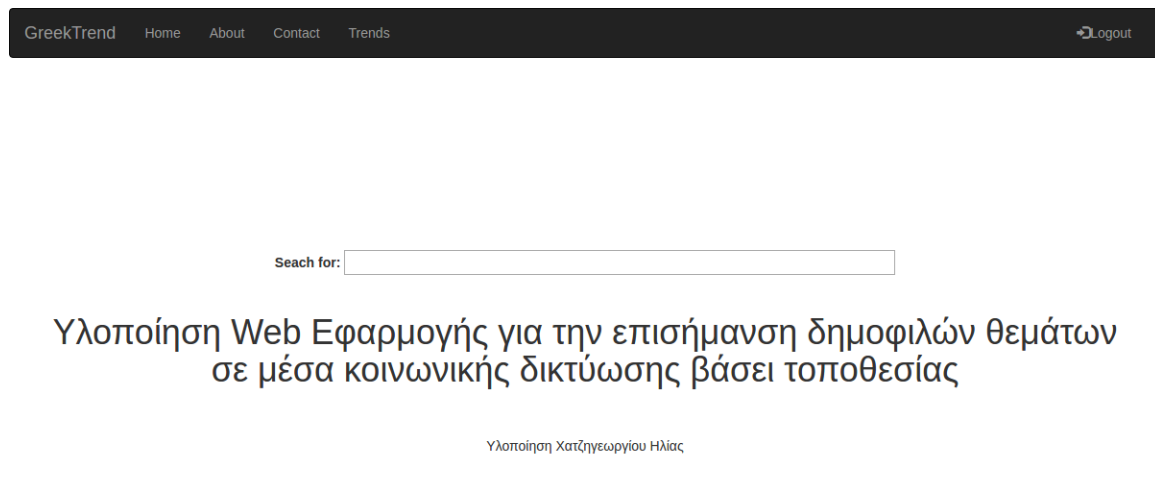 GreekTrend Home About Contact Trends Logout
Seach for:
Υλοποίηση Web Εφαρμογής για την επισήμανση δημοφιλών θεμάτων
σε μέσα κοινωνικής δικτύωσης βάσει τοποθεσίας
Υλοποίηση Χατζηγεωργίου Ηλίας